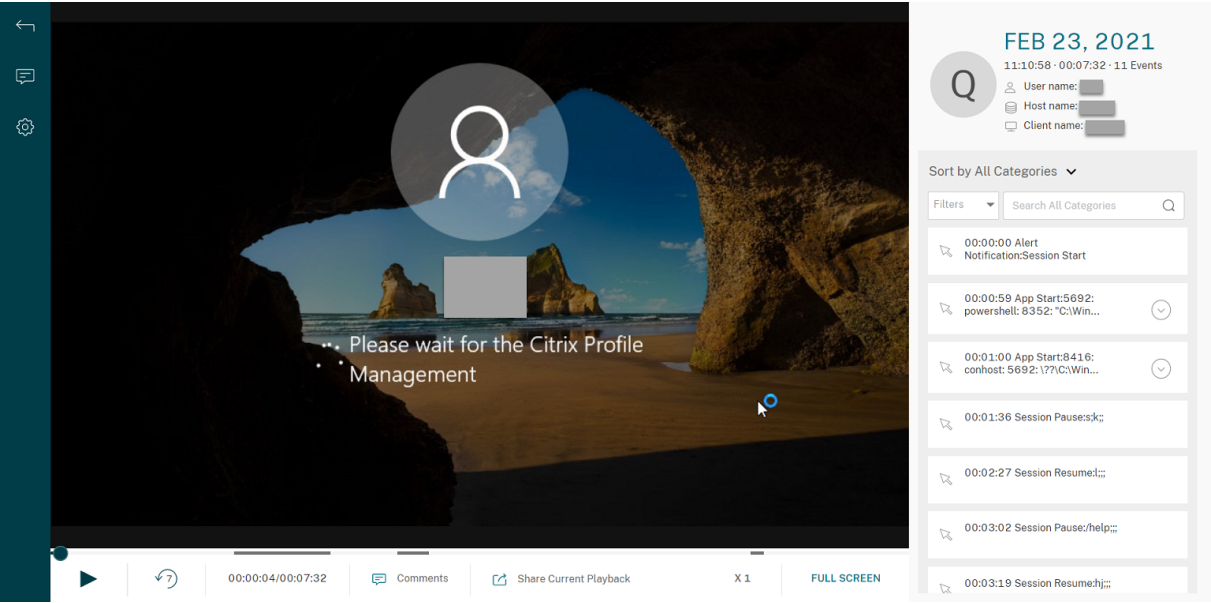 Please wait for the Citrix Profile
Management
7
00:00:04/00:07:32
Comments
Share Current Playback
X 1
FULL SCREEN
Q
FEB 23, 2021
11:10:58 · 00:07:32 · 11 Events
User name:
Host name:
Client name:
Sort by All Categories
Filters
Search All Categories
00:00:00 Alert
Notification:Session Start
00:00:59 App Start:5692:
powershell: 8352: "C:\Win...
00:01:00 App Start:8416:
conhost: 5692: \??\C:\Win...
00:01:36 Session Pause:s;k;;
00:02:27 Session Resume:l;;;
00:03:02 Session Pause:/help;;;
00:03:19 Session Resume:hj;;;